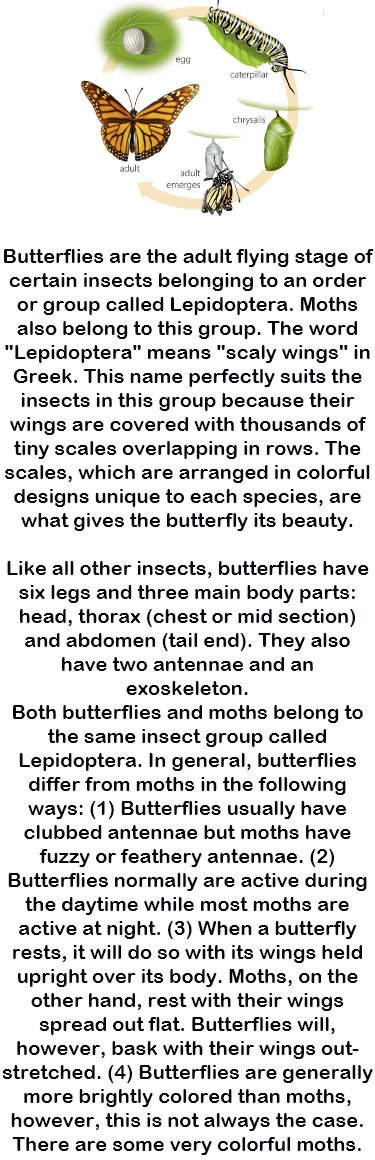 egg
caterpillar
chrysalis
adult
emerges
adult
Butterflies are the adult flying stage of
certain insects belonging to an order
or group called Lepidoptera. Moths
also belong to this group. The word
"Lepidoptera" means "scaly wings" in
Greek. This name perfectly suits the
insects in this group because their
wings are covered with thousands of
tiny scales overlapping in rows. The
scales, which are arranged in colorful
designs unique to each species, are
what gives the butterfly its beauty.
Like all other insects, butterflies have
six legs and three main body parts:
head, thorax (chest or mid section)
and abdomen (tail end). They also
have two antennae and an
exoskeleton.
Both butterflies and moths belong to
the same insect group called
Lepidoptera. In general, butterflies
differ from moths in the following
ways: (1) Butterflies usually have
clubbed antennae but moths have
fuzzy or feathery antennae. (2)
Butterflies normally are active during
the daytime while most moths are
active at night. (3) When a butterfly
rests, it will do so with its wings held
upright over its body. Moths, on the
other hand, rest with their wings
spread out flat. Butterflies will,
however, bask with their wings out-
stretched. (4) Butterflies are generally
more brightly colored than moths,
however, this is not always the case.
There are some very colorful moths.